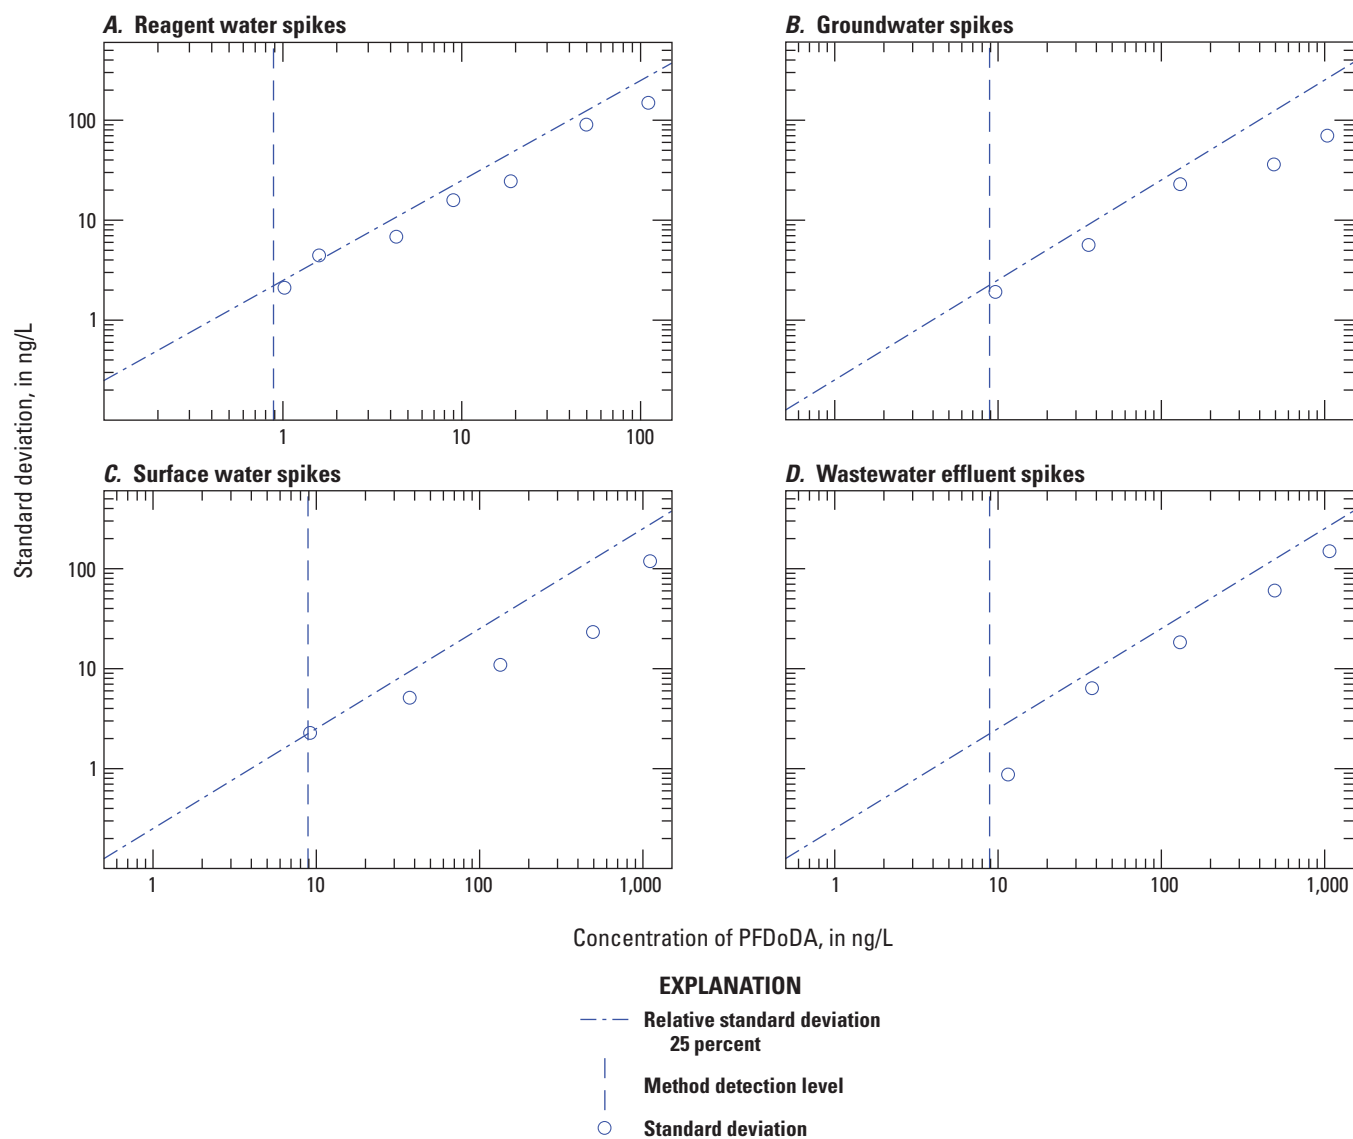 A. Reagent water spikes
B. Groundwater spikes
100
10
1
1 10 100
C. Surface water spikes
D. Wastewater effluent spikes
100
10
1
1 10 100 1,000
1 10 100 1,000
Standard deviation, in ng/L
Concentration of PFDoDA, in ng/L
EXPLANATION
Relative standard deviation
25 percent
Method detection level
Standard deviation